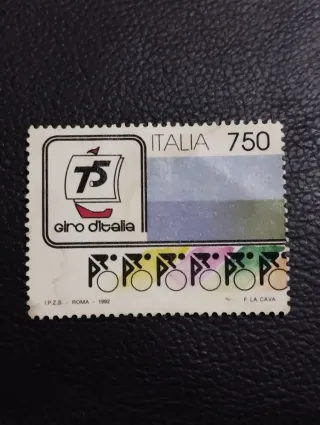 ITALIA 750
75
giro d'italia
I.P.Z.S. - ROMA - 1992
F. LA CAVA